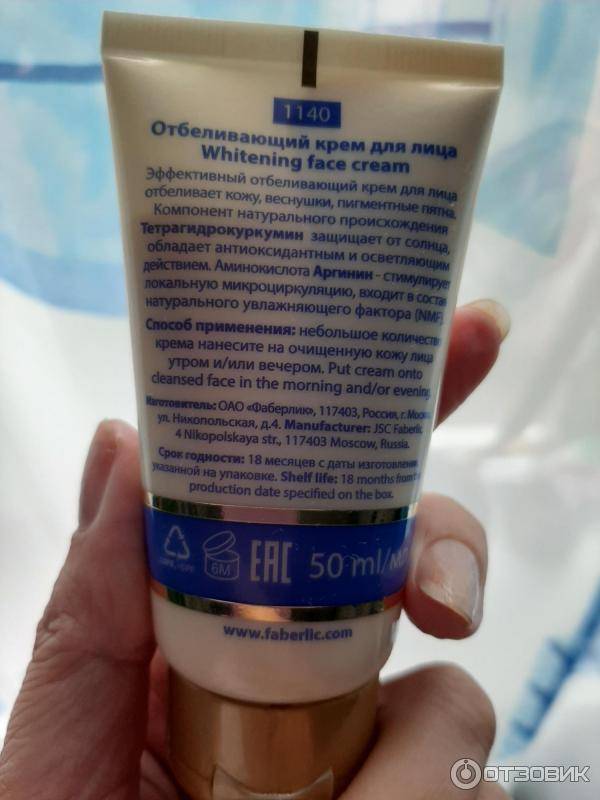 1140
Отбеливающий крем для лица
Whitening face cream
Эффективный отбеливающий крем для лица
отбеливает кожу, веснушки, пигментные пятна.
Компонент натурального происхождения
Тетрагидрокуркумин защищает от солнца,
обладает антиоксидантным и осветляющим
действием. Аминокислота Аргинин - стимулирует
локальную микроциркуляцию, входит в состав
натурального увлажняющего фактора (NMF)
Способ применения: небольшое количество
крема нанесите на очищенную кожу лица
утром и/или вечером. Put cream onto
cleansed face in the morning and/or evening.
Изготовитель: ОАО «Фаберлик», 117403, Россия, г.
ул. Никопольская, д.4. Manufacturer: JSC Faberlic,
4 Nikopolskaya str., 117403 Moscow, Russia.
Срок годности: 18 месяцев с даты изготовления,
указанной на упаковке. Shelf life: 18 months from
production date specified on the box.
6M EAC 50 ml/
www.faberlic.com
ОТЗОВИК